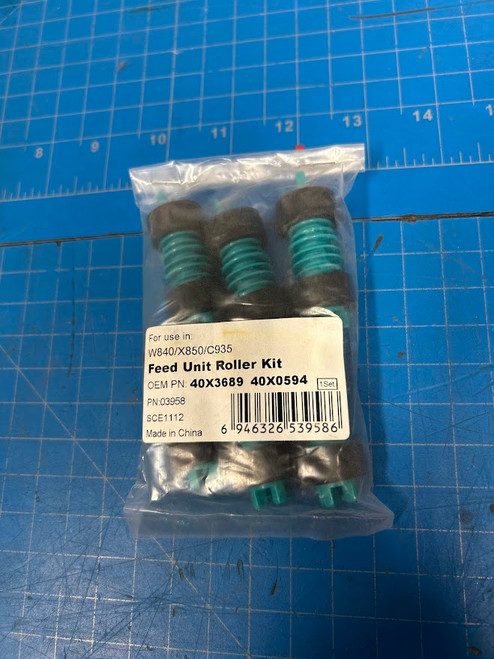 8 9 10 11 12 13 14
For use in:
W840/X850/C935
Feed Unit Roller Kit
OEM PN: 40X3689 40X0594 1Set
PN:03958
SCE1112
Made in China
6 946326 539586